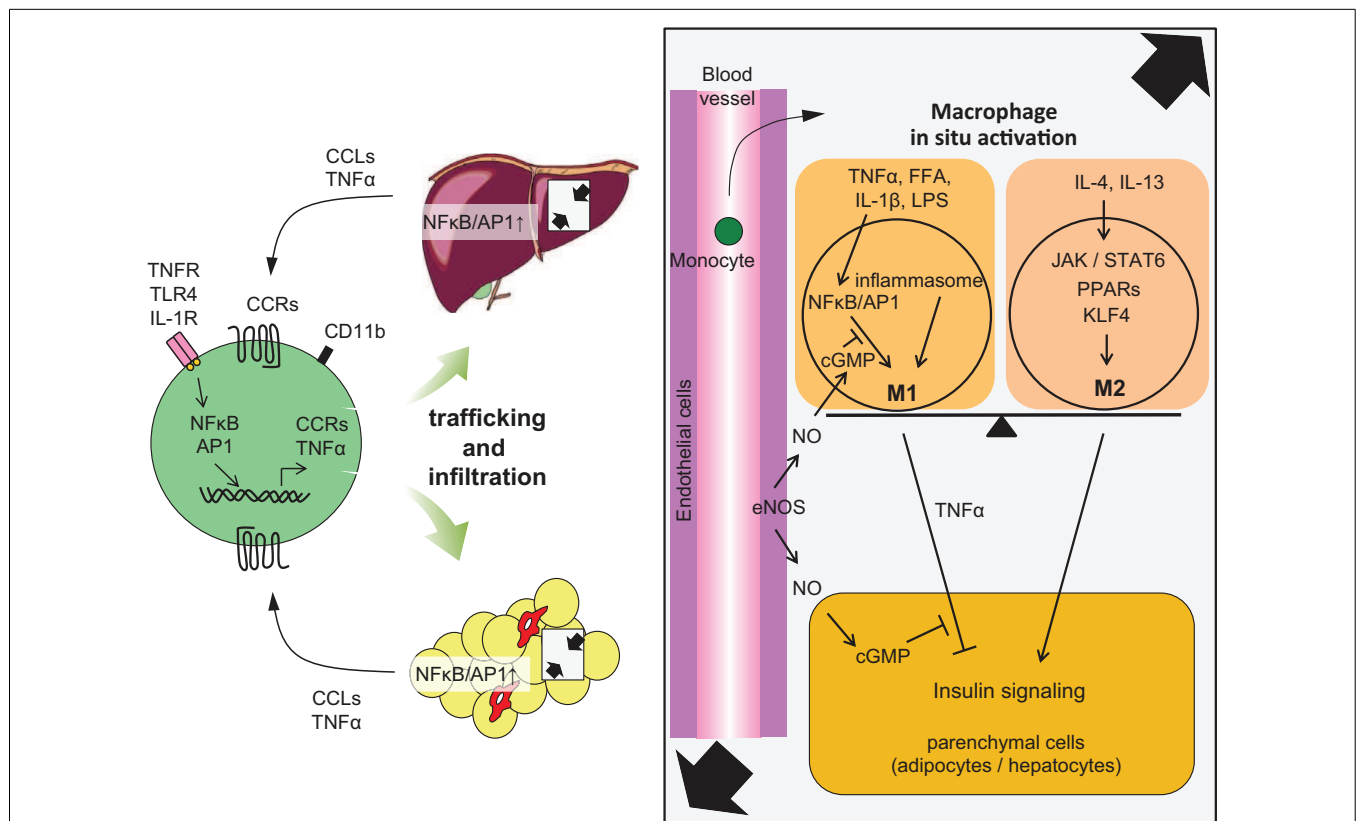 CCLs
TNFα
NFκB/AP1↑
TNFR
TLR4
IL-1R
CCRs
CD11b
NFκB
AP1
CCRs
TNFα
trafficking
and
infiltration
NFκB/AP1↑
CCLs
TNFα
Blood
vessel
Monocyte
Endothelial cells
Macrophage
in situ activation
TNFα, FFA,
IL-1β, LPS
inflammasome
NFκB/AP1
cGMP
M1
IL-4, IL-13
JAK / STAT6
PPARs
KLF4
M2
NO
eNOS
NO
TNFα
cGMP
Insulin signaling
parenchymal cells
(adipocytes / hepatocytes)